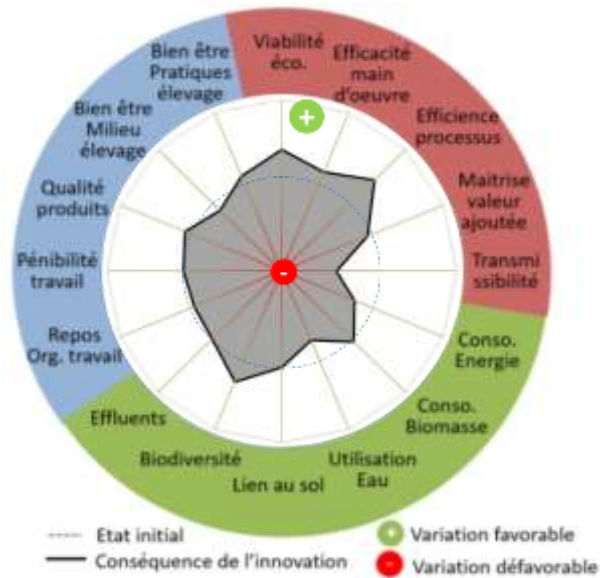 Viabilité
éco.
Efficacité
main
d'oeuvre
Efficience
processus
Maitrise
valeur
ajoutée
Transmi
ssibilité
Conso.
Energie
Conso.
Biomasse
Utilisation
Eau
Lien au sol
Biodiversité
Effluents
Repos
Org. travail
Pénibilité
travail
Qualité
produits
Bien être
Milieu
élevage
Bien être
Pratiques
élevage
+
-
Etat initial
Conséquence de l'innovation
+ Variation favorable
- Variation défavorable